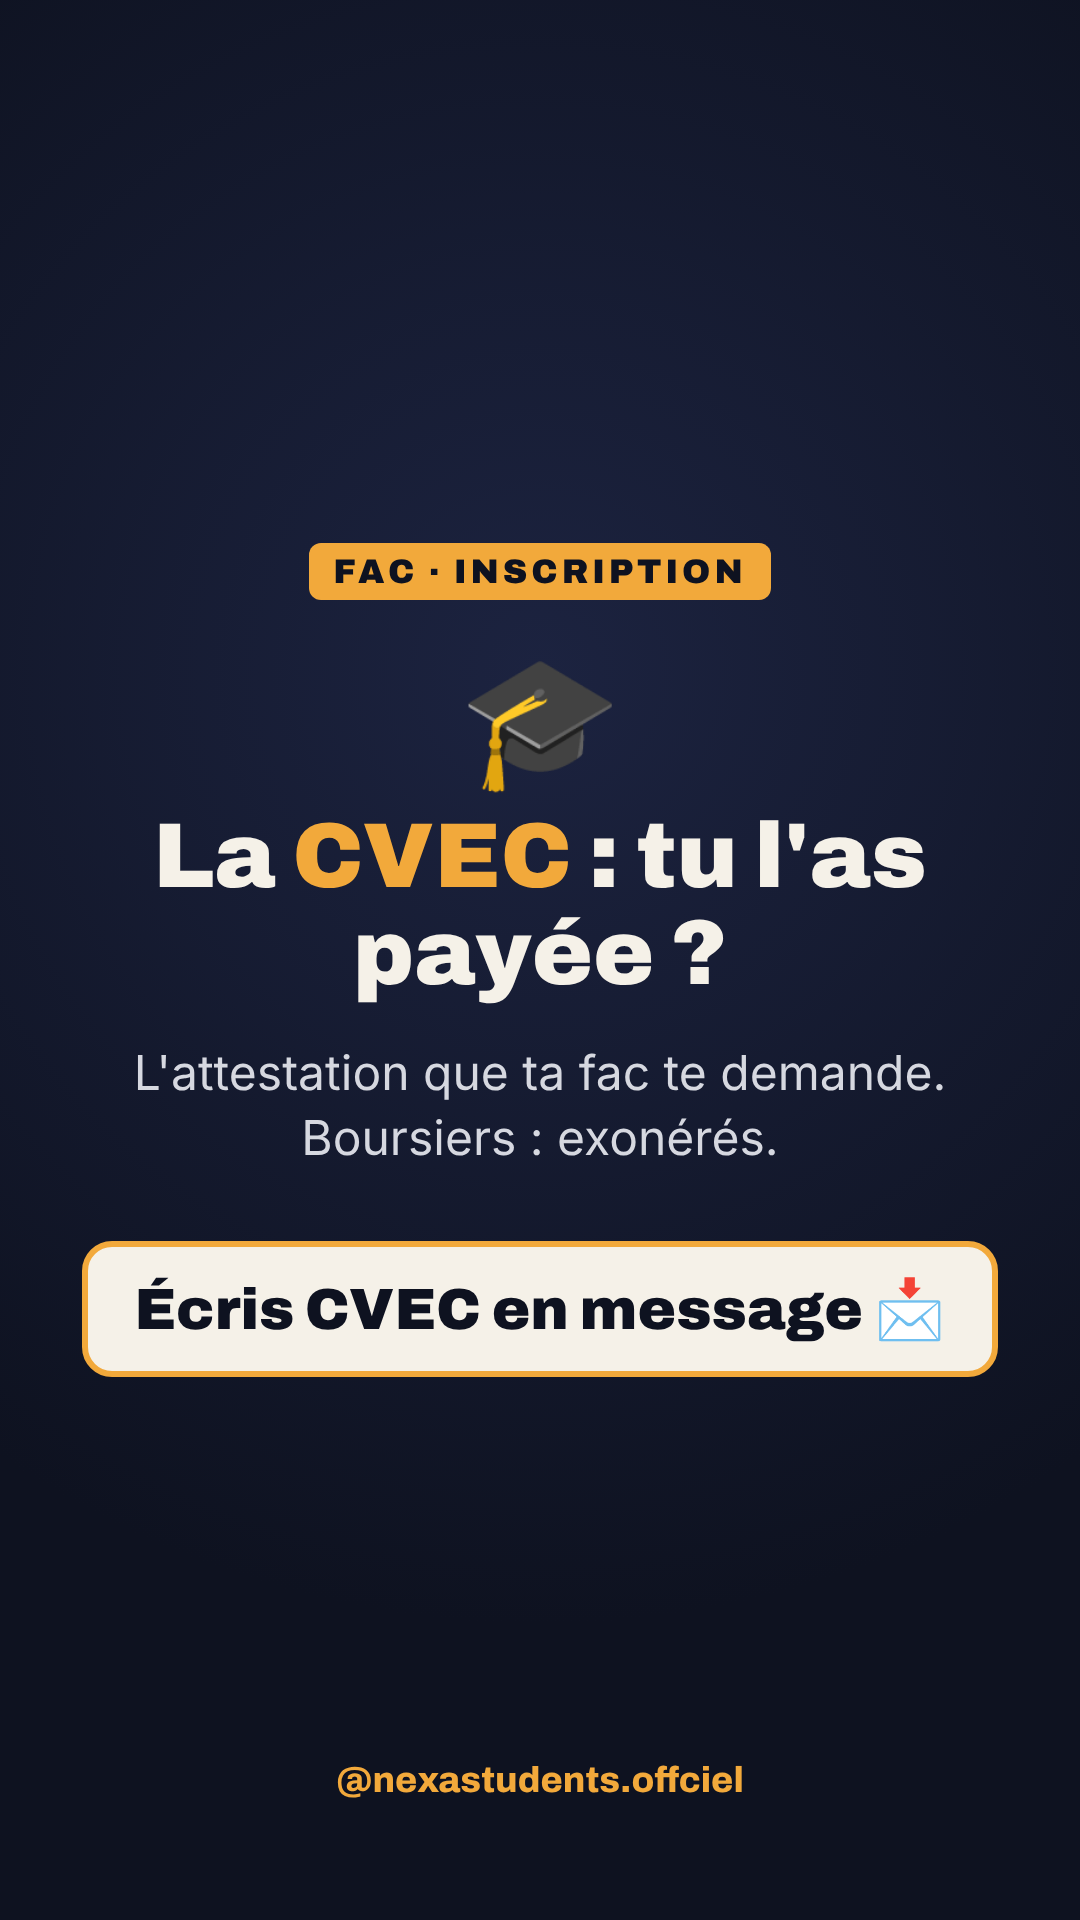 FAC · INSCRIPTION
La CVEC : tu l'as
payée ?
L'attestation que ta fac te demande.
Boursiers : exonérés.
Écris CVEC en message 📩
@nexastudents.offciel